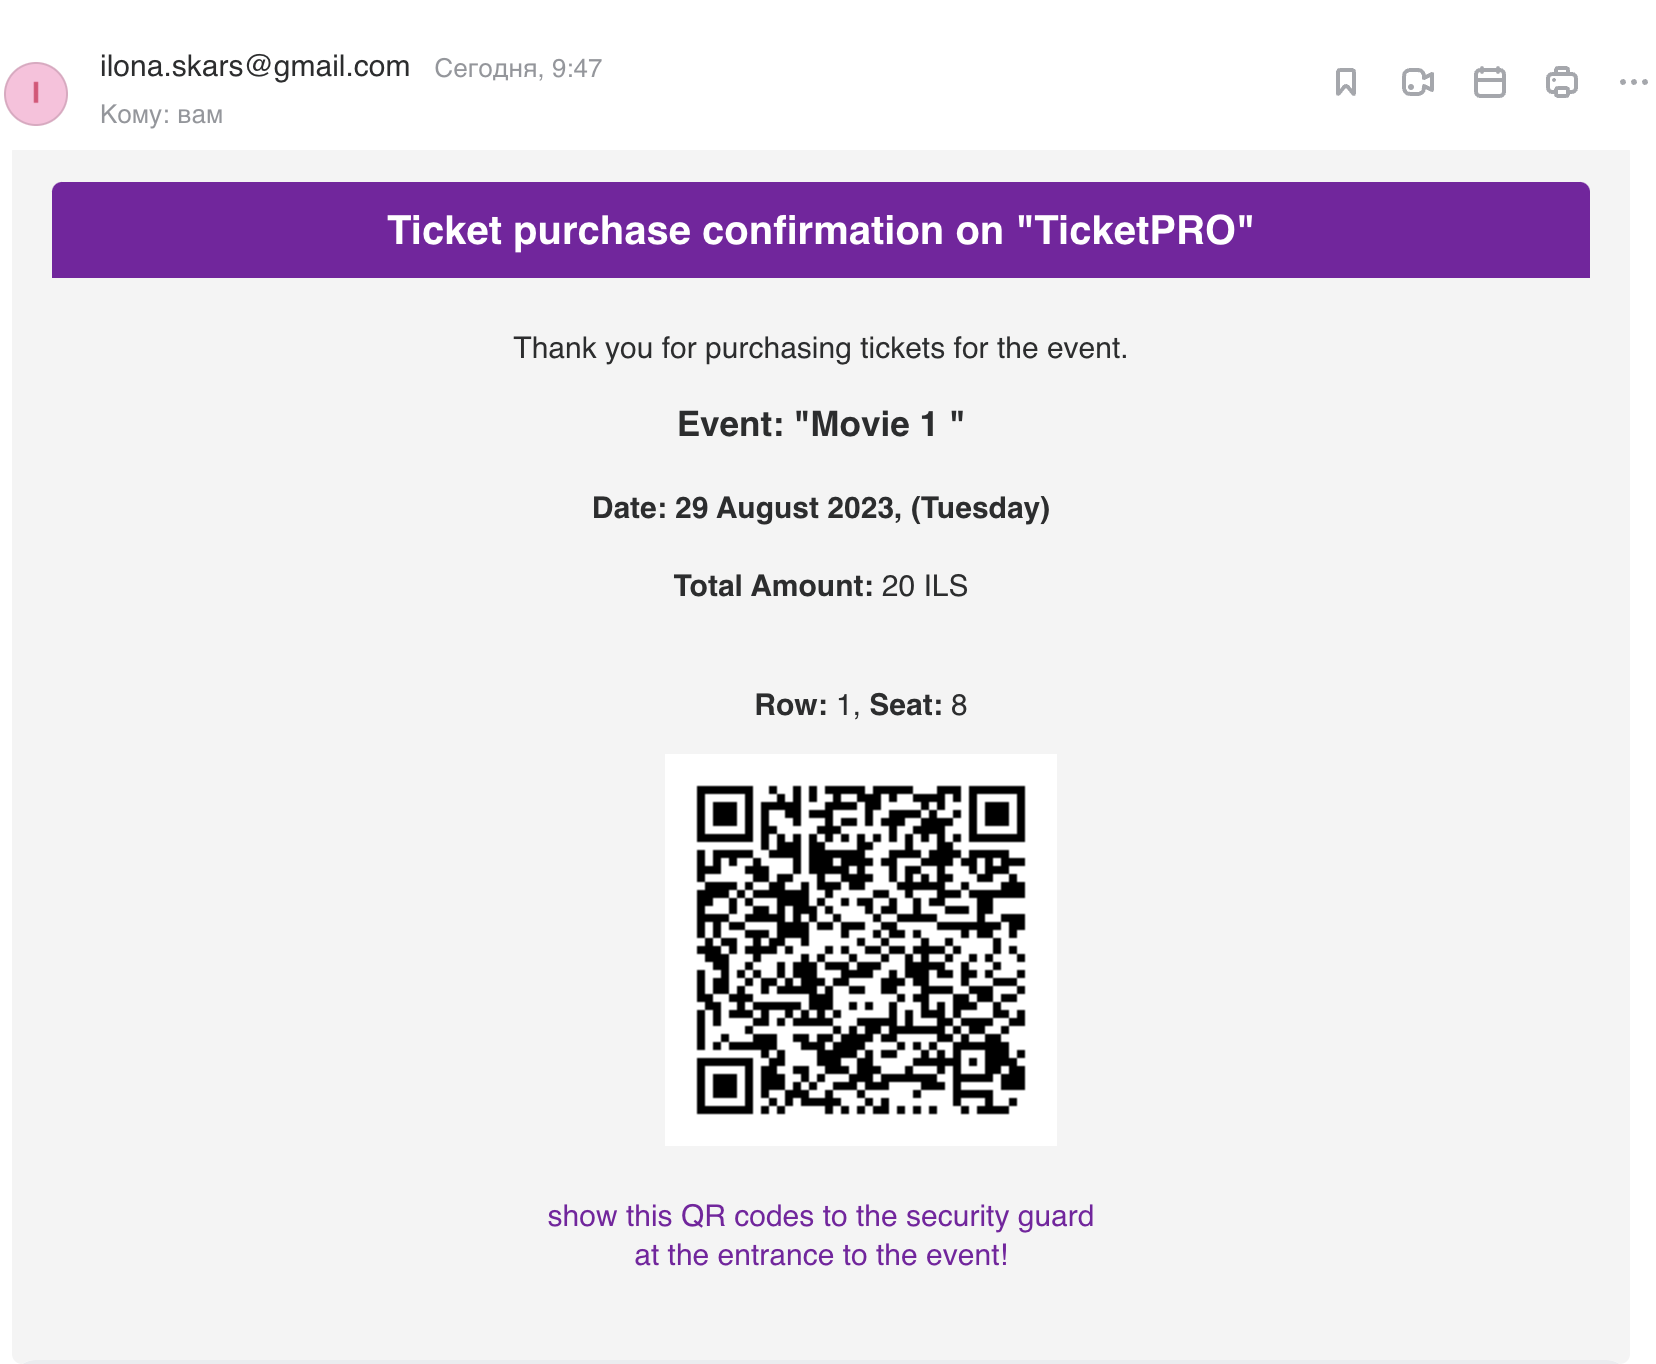 I
ilona.skars@gmail.com Сегодня, 9:47
Кому: вам
Ticket purchase confirmation on "TicketPRO"
Thank you for purchasing tickets for the event.
Event: "Movie 1 "
Date: 29 August 2023, (Tuesday)
Total Amount: 20 ILS
Row: 1, Seat: 8
show this QR codes to the security guard
at the entrance to the event!